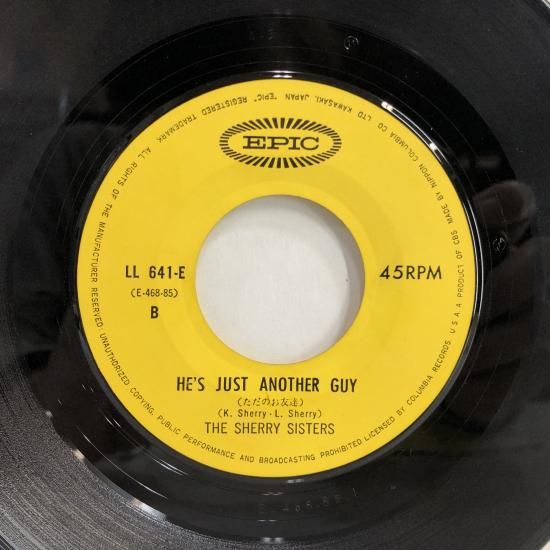 EPIC
LL 641-E
(E-468-85)
B
45RPM
HE'S JUST ANOTHER GUY
(ただのお友達)
(K. Sherry - L. Sherry)
THE SHERRY SISTERS
ALL RIGHTS OF THE MANUFACTURER RESERVED. UNAUTHORIZED COPYING, PUBLIC PERFORMANCE AND BROADCASTING PROHIBITED LICENSED BY COLUMBIA RECORDS. U.S.A. A PRODUCT OF CBS MADE BY NIPPON COLUMBIA CO. LTD. KAWASAKI, JAPAN "EPIC" REGISTERED TRADEMARK